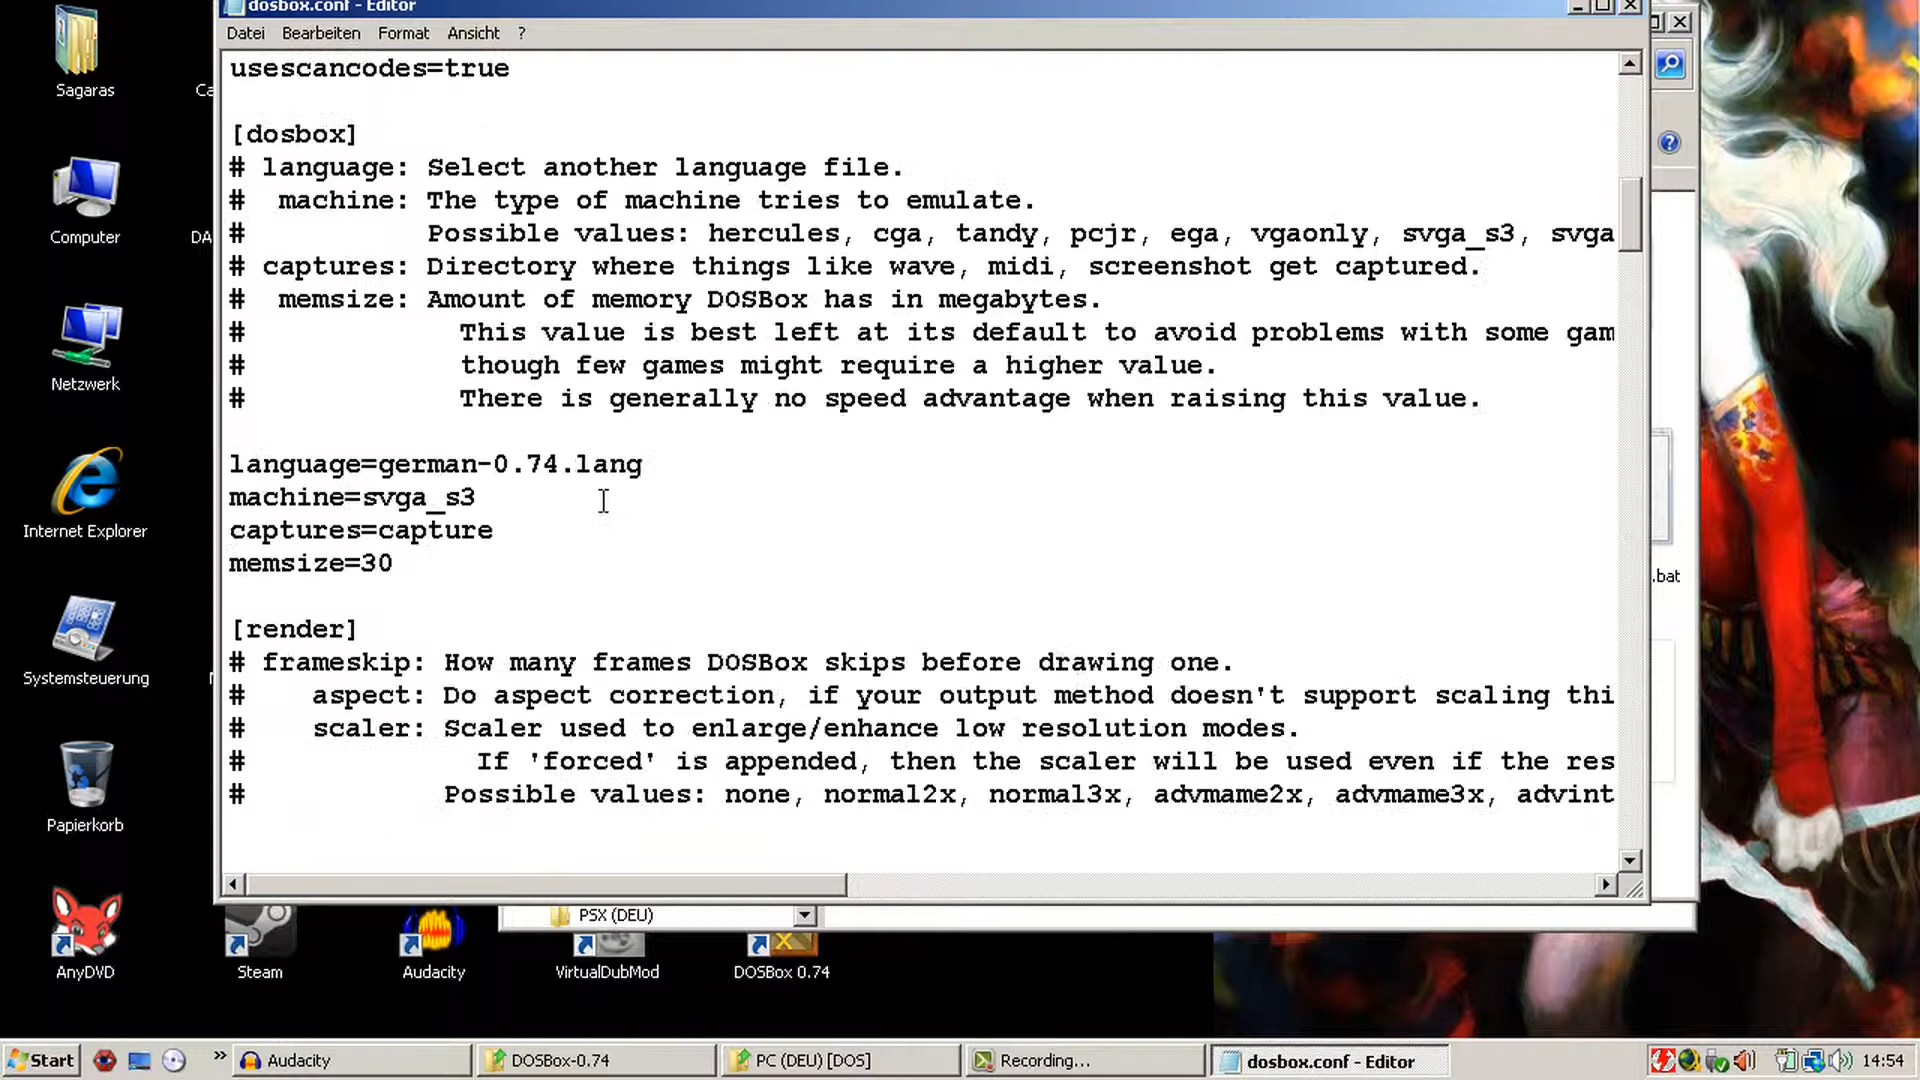 dosbox.conf - Editor
Datei Bearbeiten Format Ansicht ?
usescancodes=true
[dosbox]
# language: Select another language file.
# machine: The type of machine tries to emulate.
# Possible values: hercules, cga, tandy, pcjr, ega, vgaonly, svga_s3, svga
# captures: Directory where things like wave, midi, screenshot get captured.
# memsize: Amount of memory DOSBox has in megabytes.
# This value is best left at its default to avoid problems with some gam
# though few games might require a higher value.
# There is generally no speed advantage when raising this value.
language=german-0.74.lang
machine=svga_s3
captures=capture
memsize=30
[render]
# frameskip: How many frames DOSBox skips before drawing one.
# aspect: Do aspect correction, if your output method doesn't support scaling thi
# scaler: Scaler used to enlarge/enhance low resolution modes.
# If 'forced' is appended, then the scaler will be used even if the res
# Possible values: none, normal2x, normal3x, advmame2x, advmame3x, advint
Sagaras
Ca
Computer
DA
Netzwerk
Internet Explorer
.bat
Systemsteuerung
Papierkorb
PSX (DEU)
AnyDVD
Steam
Audacity
VirtualDubMod
DOSBox 0.74
Start
»
Audacity
DOSBox-0.74
PC (DEU) [DOS]
Recording...
dosbox.conf - Editor
14:54